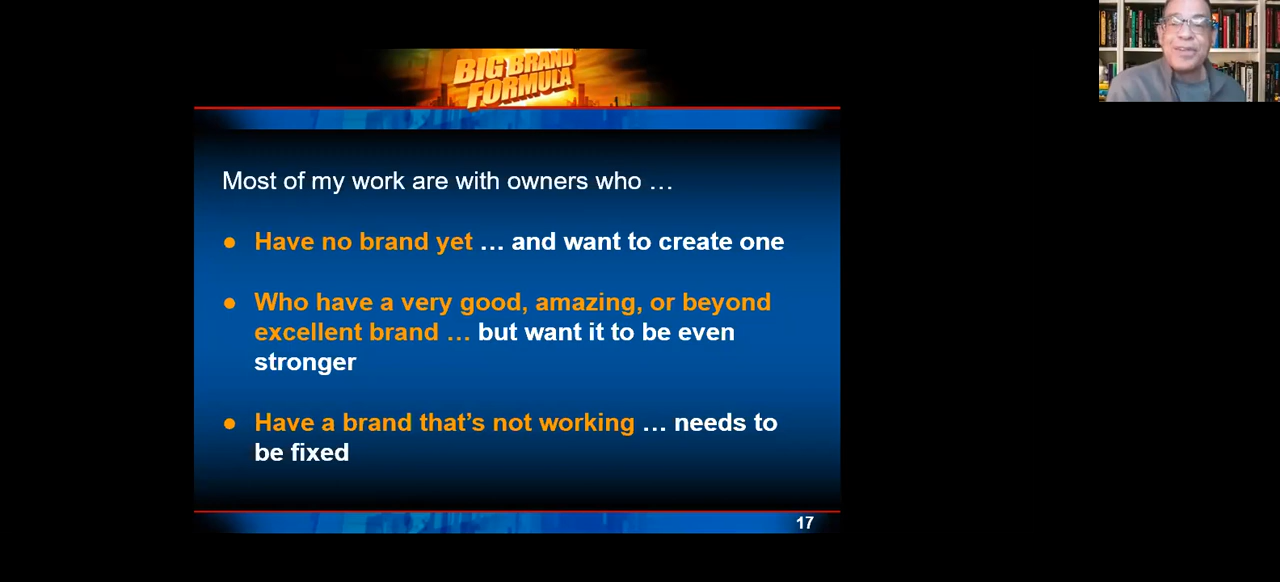 BIG BRAND
FORMULA
Most of my work are with owners who …
● Have no brand yet … and want to create one
● Who have a very good, amazing, or beyond
excellent brand … but want it to be even
stronger
● Have a brand that’s not working … needs to
be fixed
17